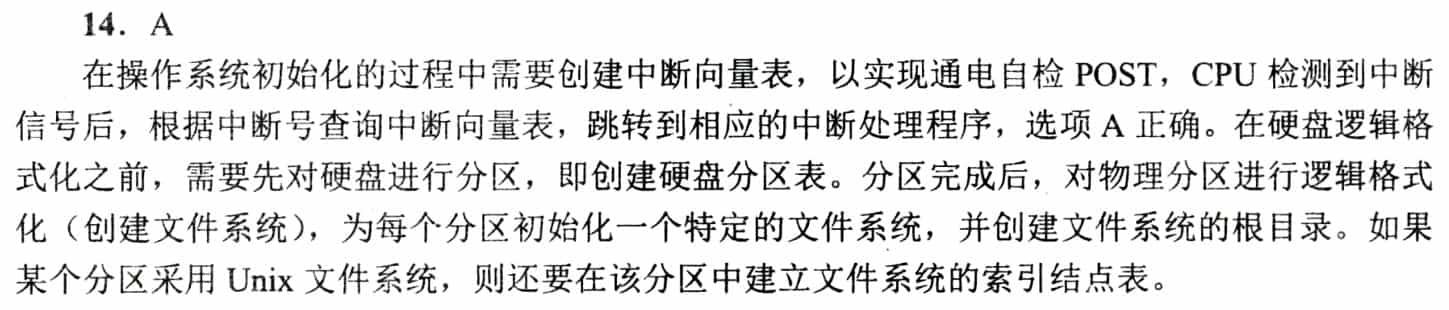 14. A
在操作系统初始化的过程中需要创建中断向量表，以实现通电自检 POST，CPU 检测到中断
信号后，根据中断号查询中断向量表，跳转到相应的中断处理程序，选项 A 正确。在硬盘逻辑格
式化之前，需要先对硬盘进行分区，即创建硬盘分区表。分区完成后，对物理分区进行逻辑格式
化（创建文件系统），为每个分区初始化一个特定的文件系统，并创建文件系统的根目录。如果
某个分区采用 Unix 文件系统，则还要在该分区中建立文件系统的索引结点表。